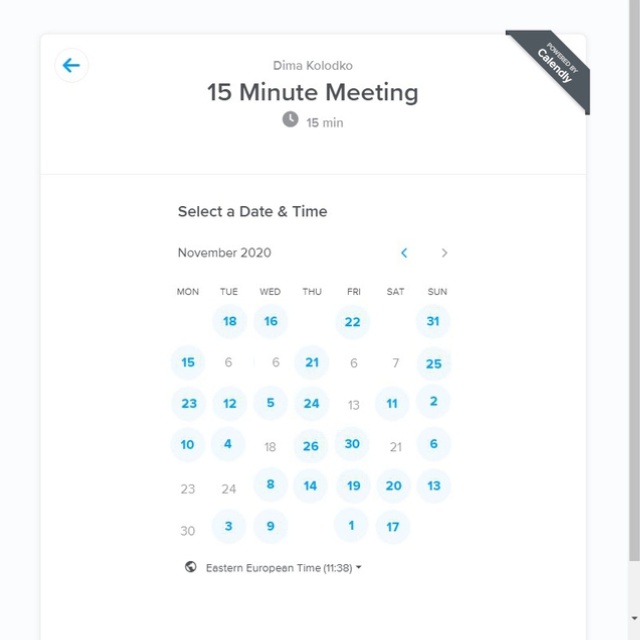 POWERED BY
Calendly
Dima Kolodko
15 Minute Meeting
15 min
Select a Date & Time
November 2020
MON TUE WED THU FRI SAT SUN
18 16 22 31
15 6 6 21 6 7 25
23 12 5 24 13 11 2
10 4 18 26 30 21 6
23 24 8 14 19 20 13
30 3 9 1 17
Eastern European Time (11:38)